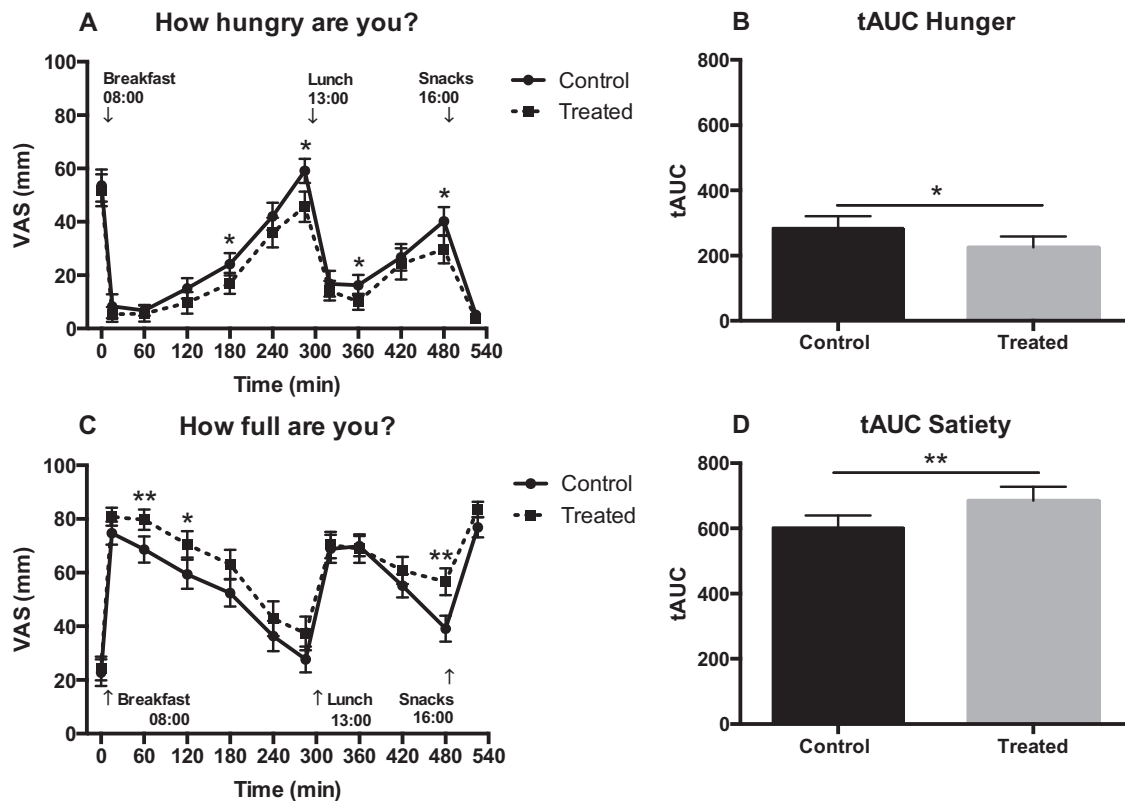 A How hungry are you?
100
80
60
40
20
0
VAS (mm)
Breakfast
08:00
↓
*
*
Lunch
13:00
↓
*
Snacks
16:00
↓
*
Control
Treated
0 60 120 180 240 300 360 420 480 540
Time (min)
B tAUC Hunger
800
600
400
200
0
tAUC
*
Control Treated
C How full are you?
100
80
60
40
20
0
VAS (mm)
**
*
**
Control
Treated
↑ Breakfast
08:00
↑ Lunch
13:00
↑
Snacks
16:00
0 60 120 180 240 300 360 420 480 540
Time (min)
D tAUC Satiety
800
600
400
200
0
tAUC
**
Control Treated